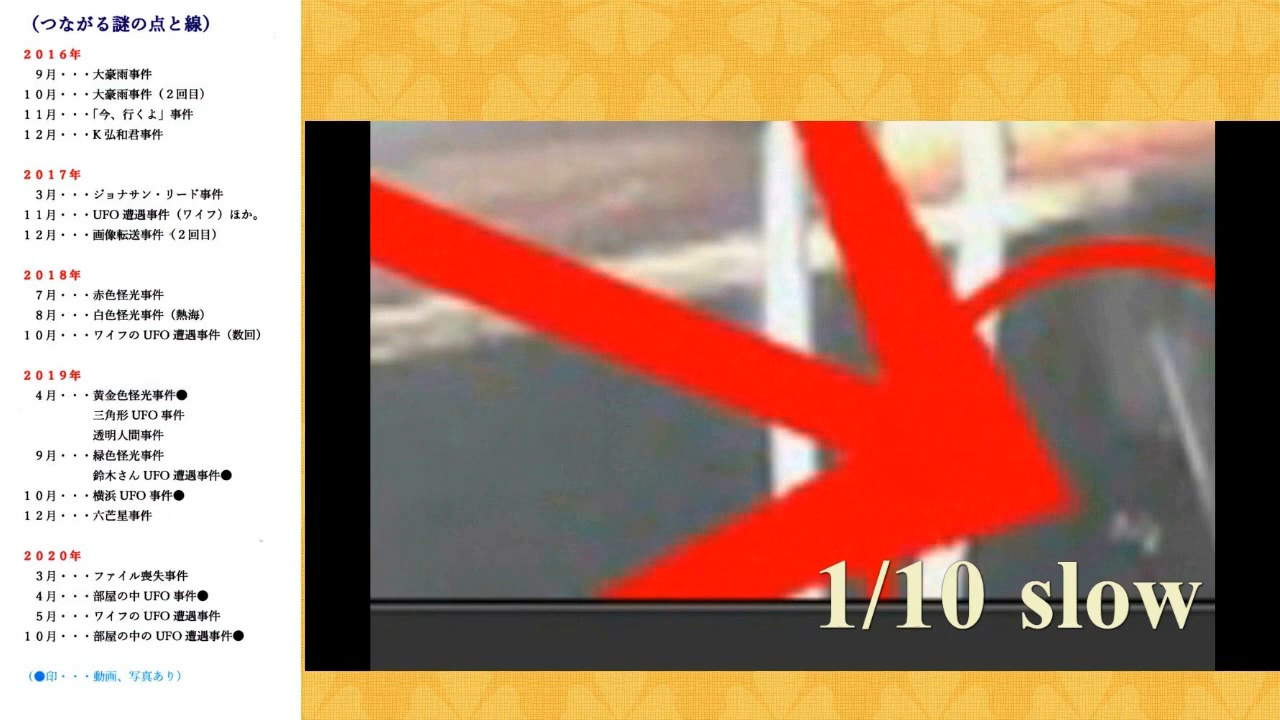 （つながる謎の点と線）
２０１６年
９月・・・大豪雨事件
１０月・・・大豪雨事件（２回目）
１１月・・・「今、行くよ」事件
１２月・・・K 弘和君事件
２０１７年
３月・・・ジョナサン・リード事件
１１月・・・UFO 遭遇事件（ワイフ）ほか。
１２月・・・画像転送事件（２回目）
２０１８年
７月・・・赤色怪光事件
８月・・・白色怪光事件（熱海）
１０月・・・ワイフの UFO 遭遇事件（数回）
２０１９年
４月・・・黄金色怪光事件●
三角形 UFO 事件
透明人間事件
９月・・・緑色怪光事件
鈴木さん UFO 遭遇事件●
１０月・・・横浜 UFO 事件●
１２月・・・六芒星事件
２０２０年
３月・・・ファイル喪失事件
４月・・・部屋の中 UFO 事件●
５月・・・ワイフの UFO 遭遇事件
１０月・・・部屋の中の UFO 遭遇事件●
（●印・・・動画、写真あり）
1/10 slow